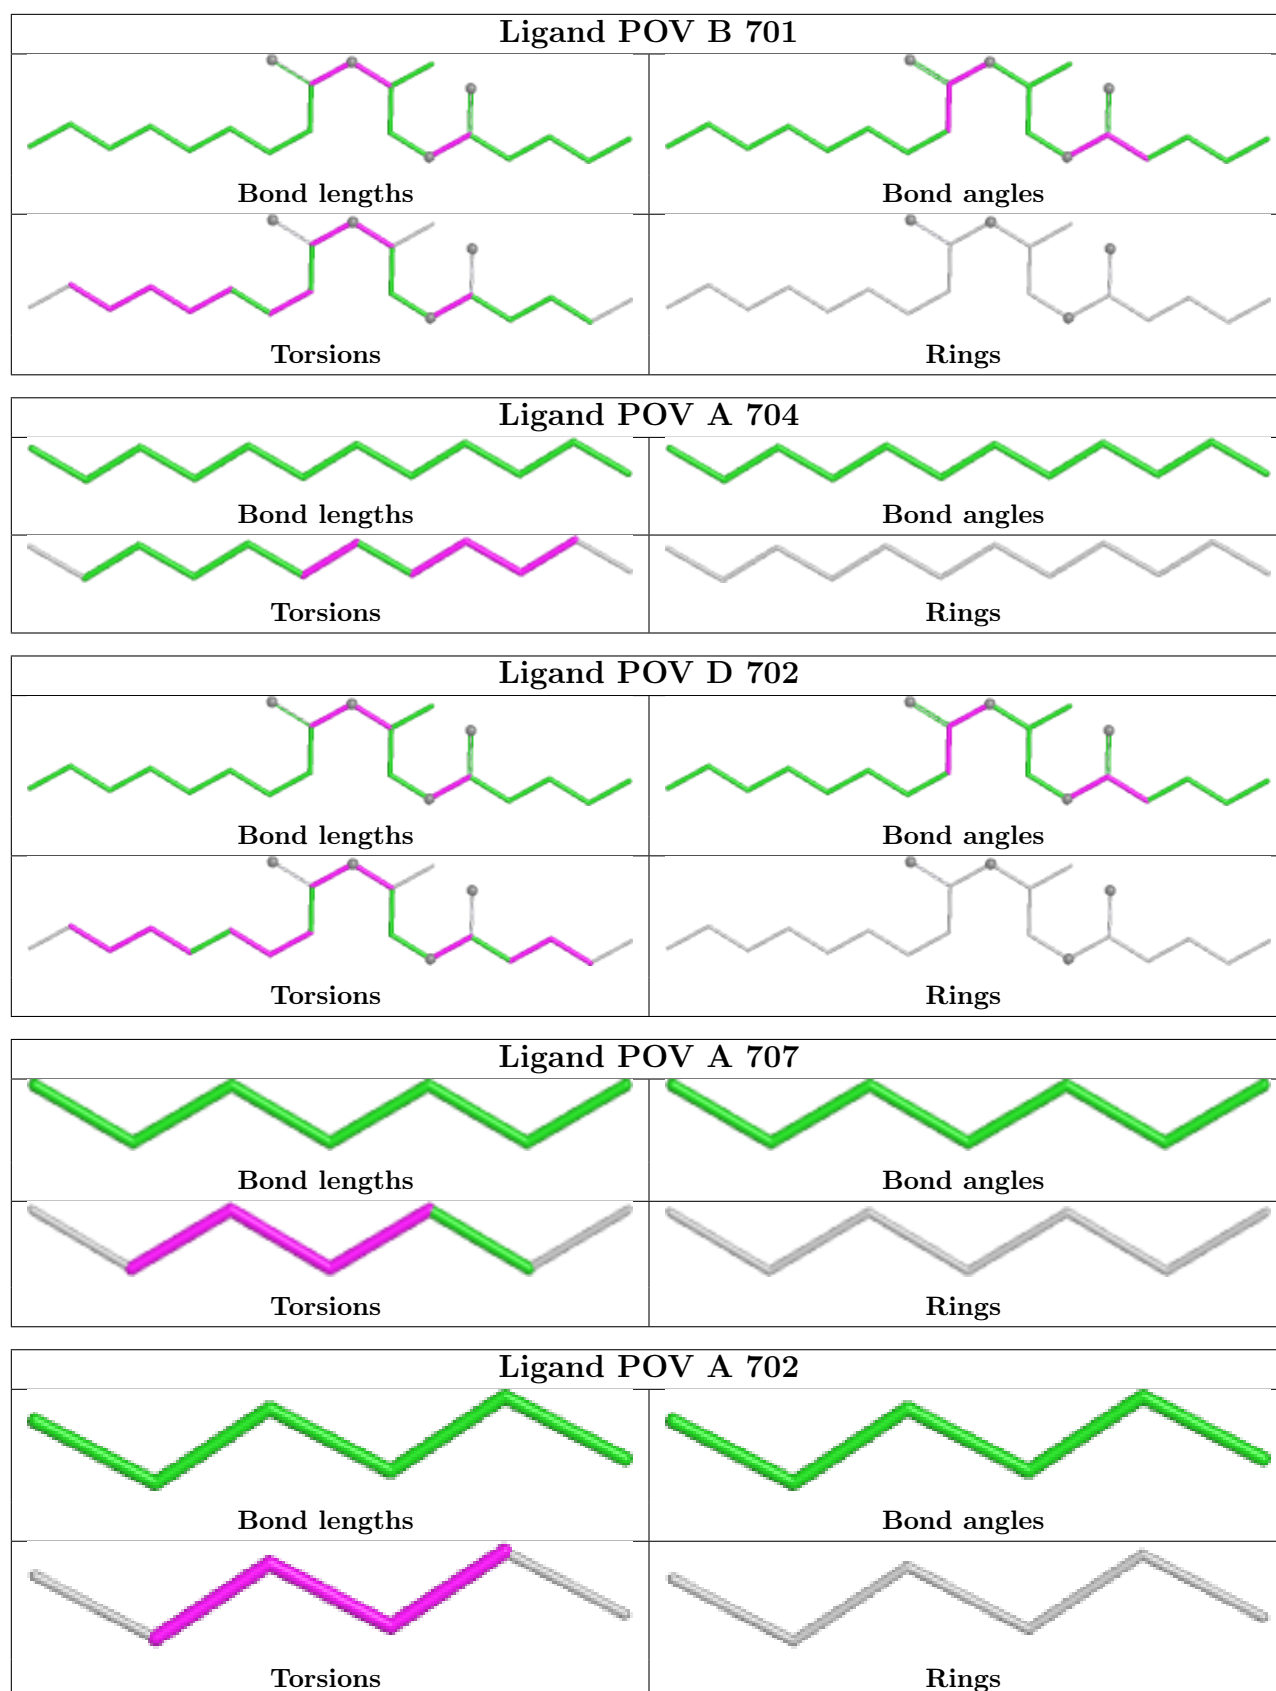 Ligand POV B 701
Bond lengths
Bond angles
Torsions
Rings
Ligand POV A 704
Bond lengths
Bond angles
Torsions
Rings
Ligand POV D 702
Bond lengths
Bond angles
Torsions
Rings
Ligand POV A 707
Bond lengths
Bond angles
Torsions
Rings
Ligand POV A 702
Bond lengths
Bond angles
Torsions
Rings